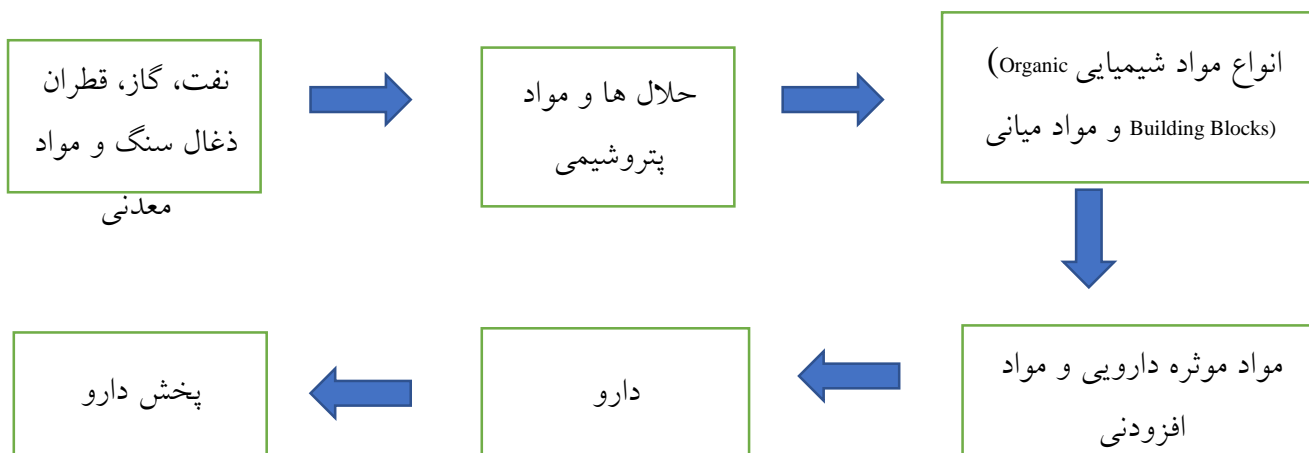 نفت، گاز، قطران
ذغال سنگ و مواد
معدنی
حلال ها و مواد
پتروشیمی
انواع مواد شیمیایی (Organic
Building Blocks) و مواد میانی
مواد موثره دارویی و مواد
افزودنی
دارو
پخش دارو